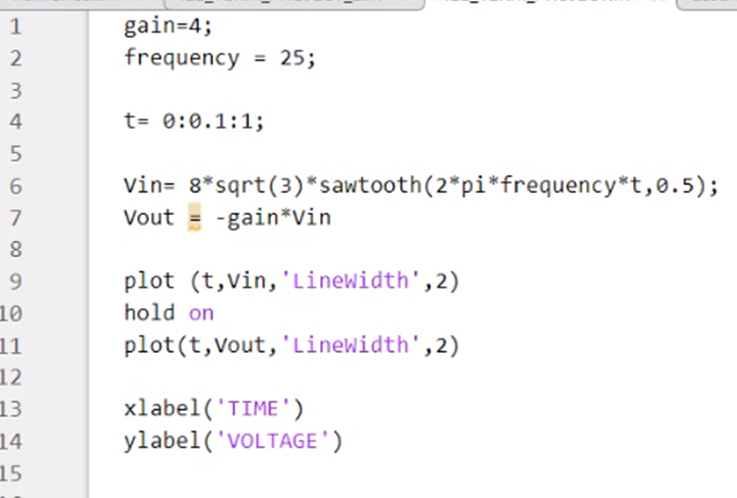 1 gain=4;
2 frequency = 25;
3
4 t= 0:0.1:1;
5
6 Vin= 8*sqrt(3)*sawtooth(2*pi*frequency*t,0.5);
7 Vout = -gain*Vin
8
9 plot (t,Vin,'LineWidth',2)
10 hold on
11 plot(t,Vout,'LineWidth',2)
12
13 xlabel('TIME')
14 ylabel('VOLTAGE')
15